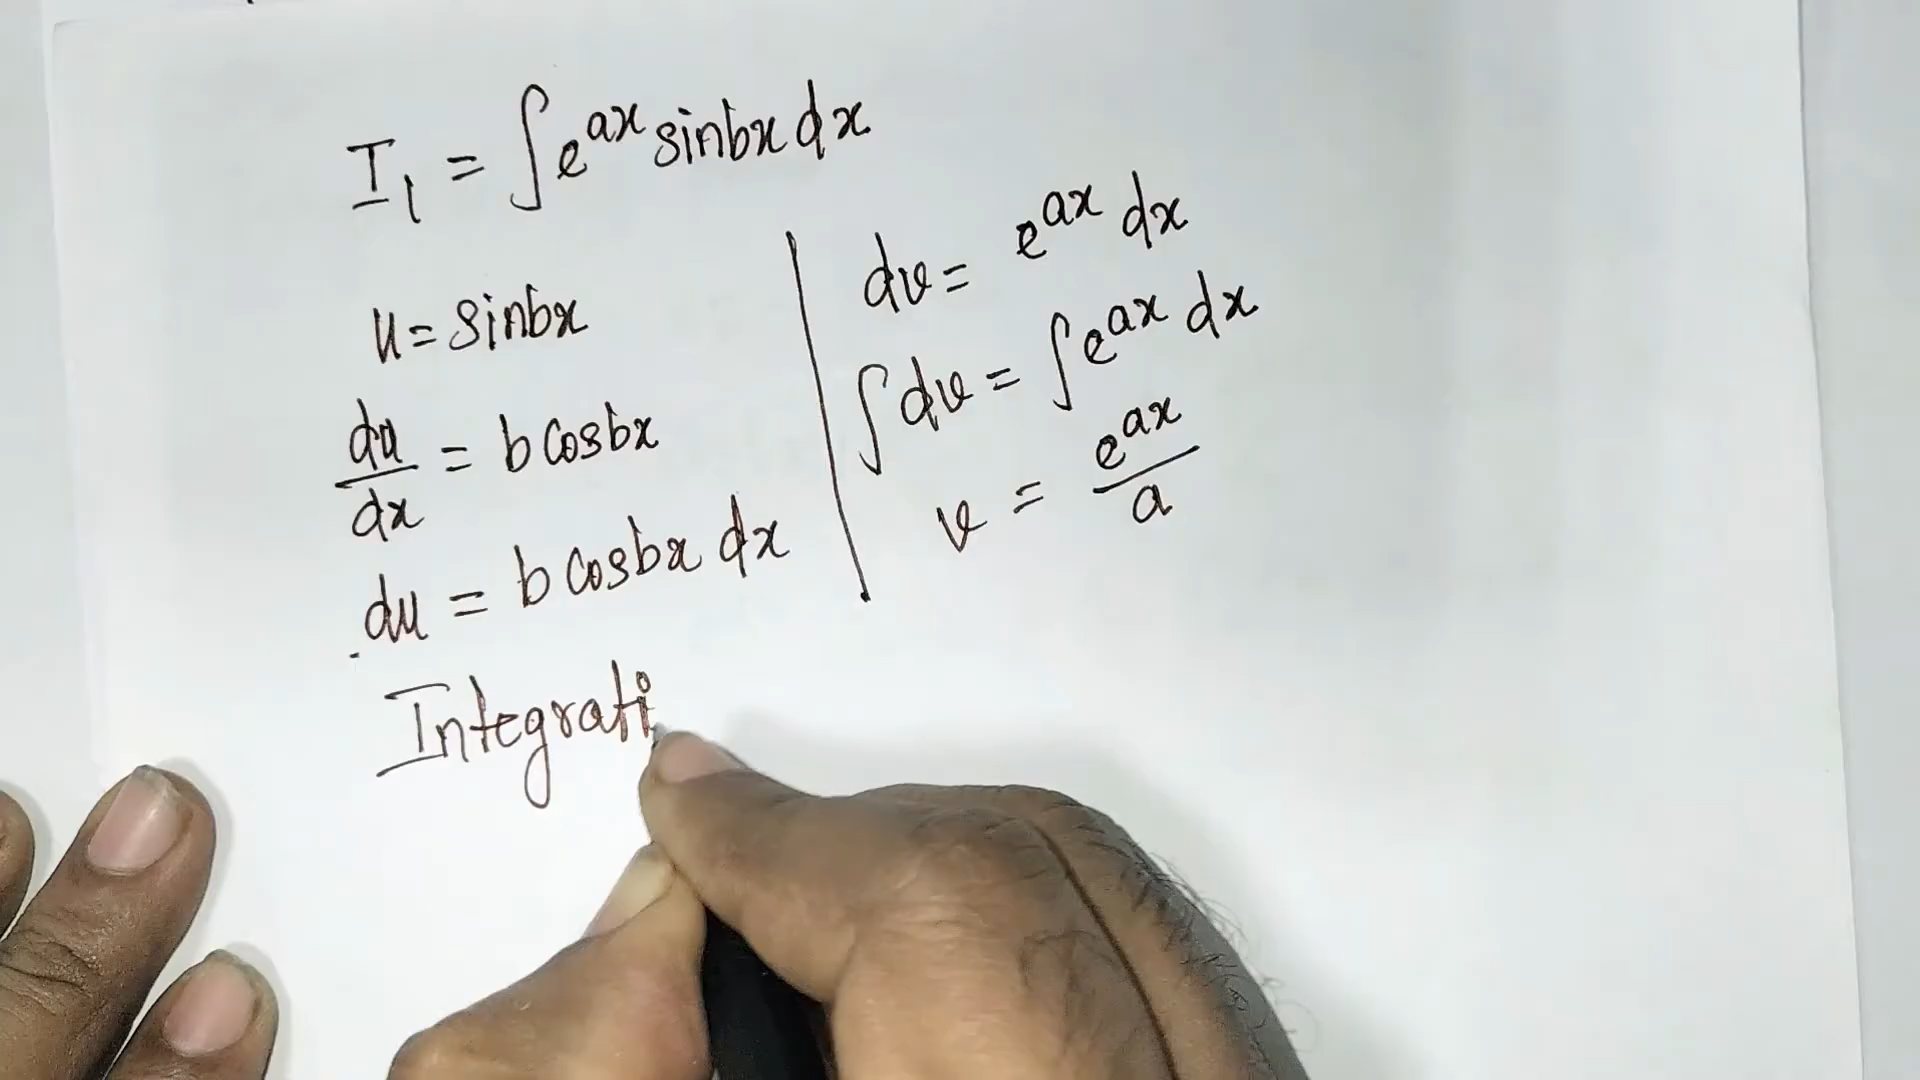 I₁ = ∫e^{ax} sinbx dx
u = sinbx
du/dx = b cosbx
du = b cosbx dx
dv = e^{ax} dx
∫dv = ∫e^{ax} dx
v = e^{ax}/a
Integrati